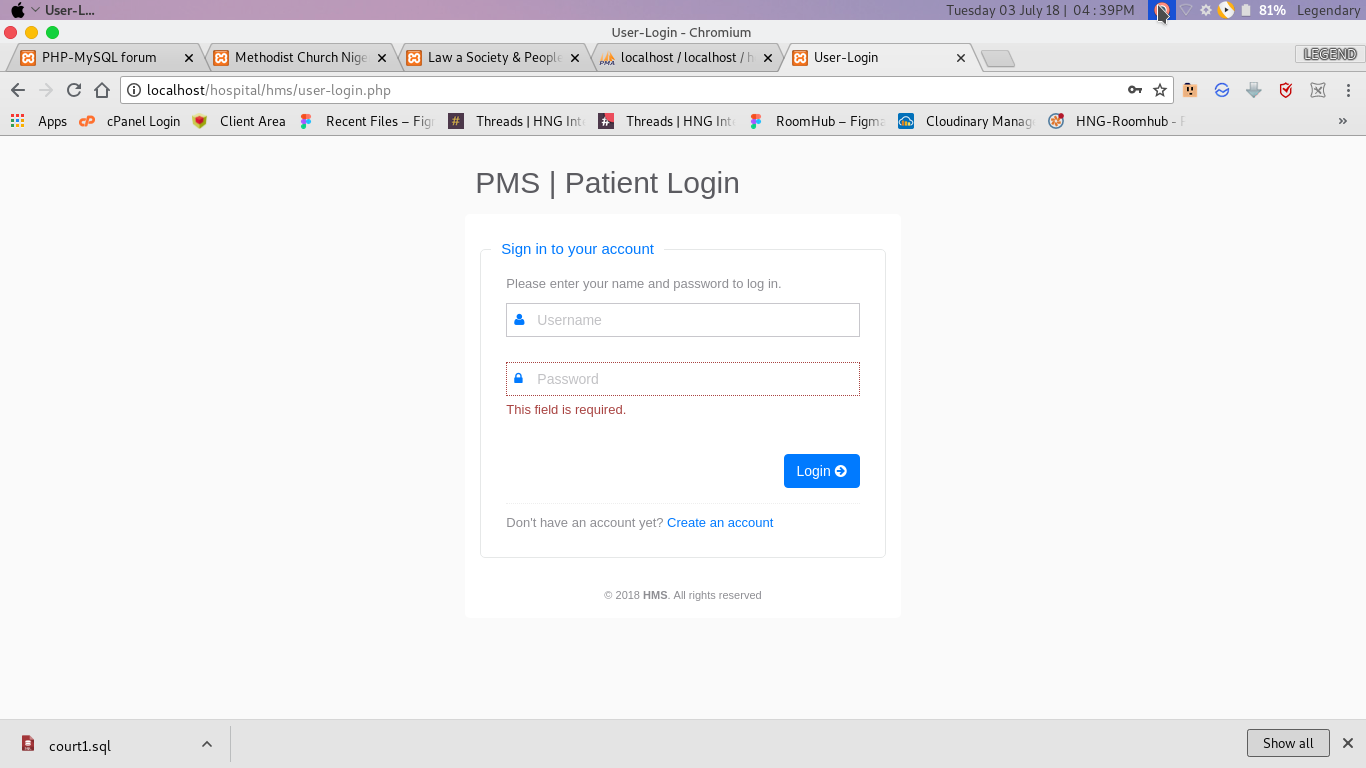 User-L... Tuesday 03 July 18 | 04 : 39PM 81% Legendary
User-Login - Chromium
PHP-MySQL forum Methodist Church Nige Law a Society & People localhost / localhost / h User-Login LEGEND
localhost/hospital/hms/user-login.php
Apps cPanel Login Client Area Recent Files – Figm Threads | HNG Inte Threads | HNG Inte RoomHub – Figma Cloudinary Manag HNG-Roomhub - »
PMS | Patient Login
Sign in to your account
Please enter your name and password to log in.
Username
Password
This field is required.
Login
Don't have an account yet? Create an account
© 2018 HMS. All rights reserved
court1.sql Show all